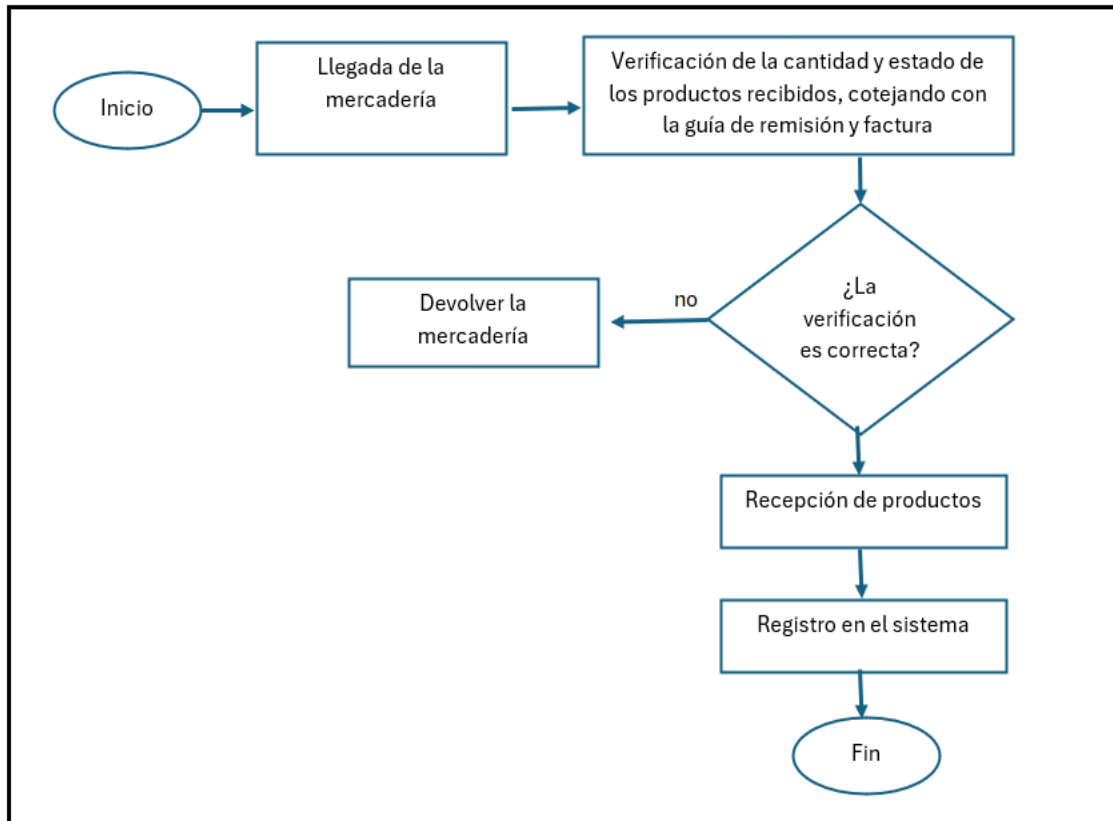 Inicio
Llegada de la
mercadería
Verificación de la cantidad y estado de
los productos recibidos, cotejando con
la guía de remisión y factura
¿La
verificación
es correcta?
no
Devolver la
mercadería
Recepción de productos
Registro en el sistema
Fin